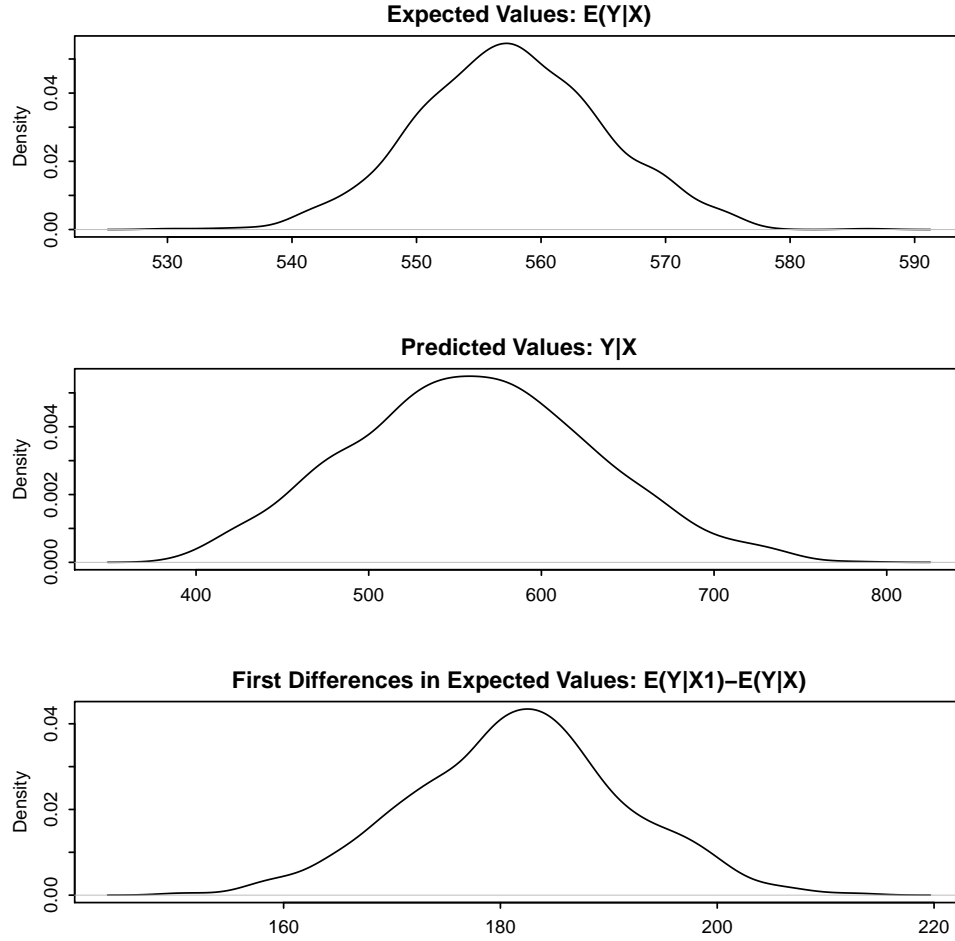 Expected Values: E(Y|X)
Density
0.00 0.02 0.04
530 540 550 560 570 580 590
Predicted Values: Y|X
Density
0.000 0.002 0.004
400 500 600 700 800
First Differences in Expected Values: E(Y|X1)−E(Y|X)
Density
0.00 0.02 0.04
160 180 200 220